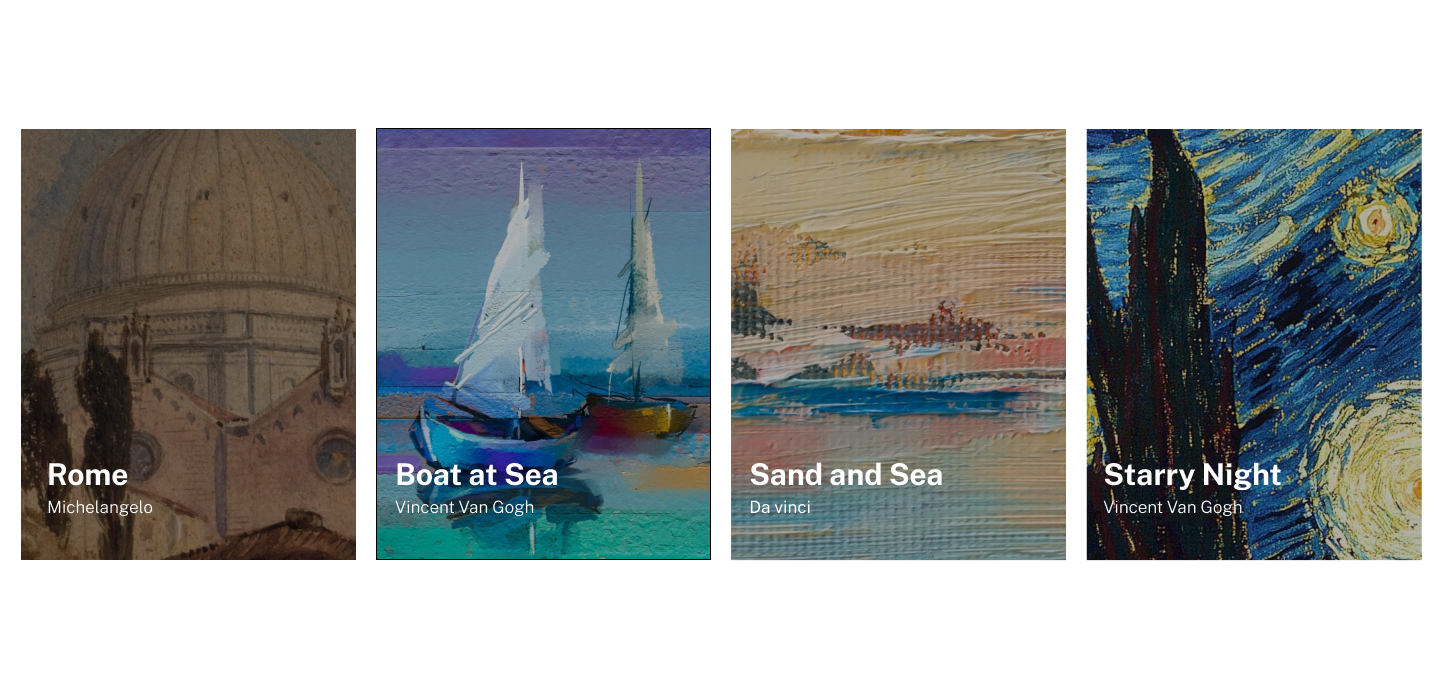 Rome
Michelangelo
Boat at Sea
Vincent Van Gogh
Sand and Sea
Da vinci
Starry Night
Vincent Van Gogh